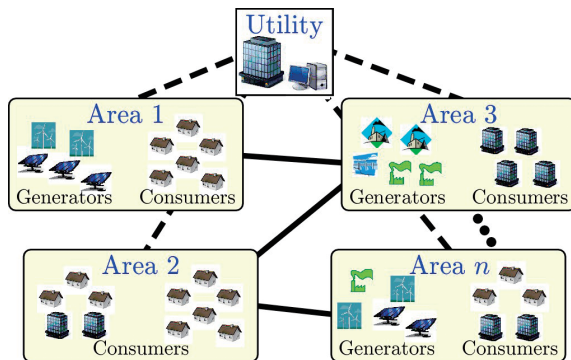 Utility
Area 1
Generators Consumers
Area 3
Generators Consumers
Area 2
Consumers
Area n
Generators Consumers